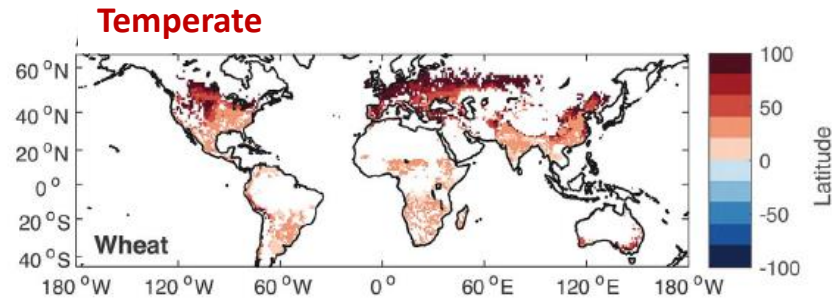 Temperate
60 °N
40 °N
20 °N
0 °
20 °S
40 °S
Wheat
180 °W
120 °W
60 °W
0 °
60 °E
120 °E
180 °W
100
50
0
-50
-100
Latitude